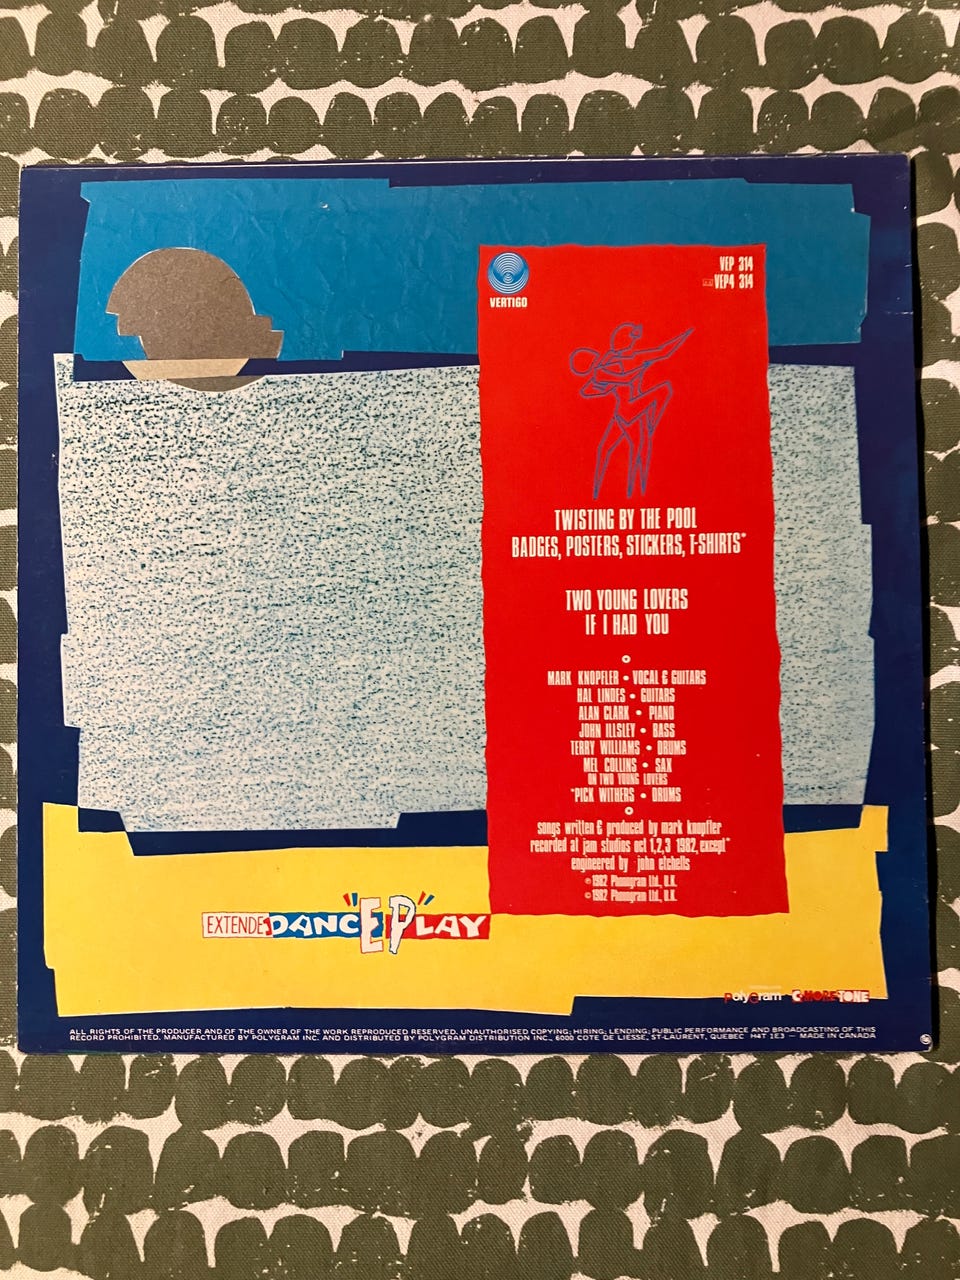 VERTIGO
VEP 314
VEP4 314
TWISTING BY THE POOL
BADGES, POSTERS, STICKERS, T-SHIRTS*
TWO YOUNG LOVERS
IF I HAD YOU
MARK KNOPFLER • VOCAL & GUITARS
HAL LINDES • GUITARS
ALAN CLARK • PIANO
JOHN ILLSLEY • BASS
TERRY WILLIAMS • DRUMS
MEL COLLINS • SAX
ON TWO YOUNG LOVERS
*PICK WITHERS • DRUMS
songs written & produced by mark knopfler
recorded at jam studios oct 1,2,3 1982, except*
engineered by john etchells
℗ 1982 Phonogram Ltd., U.K.
© 1982 Phonogram Ltd., U.K.
EXTENDEDANCE"EP"LAY
PolyGram C-MORE-TONE
ALL RIGHTS OF THE PRODUCER AND OF THE OWNER OF THE WORK REPRODUCED RESERVED. UNAUTHORISED COPYING; HIRING; LENDING; PUBLIC PERFORMANCE AND BROADCASTING OF THIS
RECORD PROHIBITED. MANUFACTURED BY POLYGRAM INC. AND DISTRIBUTED BY POLYGRAM DISTRIBUTION INC., 6000 COTE DE LIESSE, ST-LAURENT, QUEBEC H4T 1E3 — MADE IN CANADA